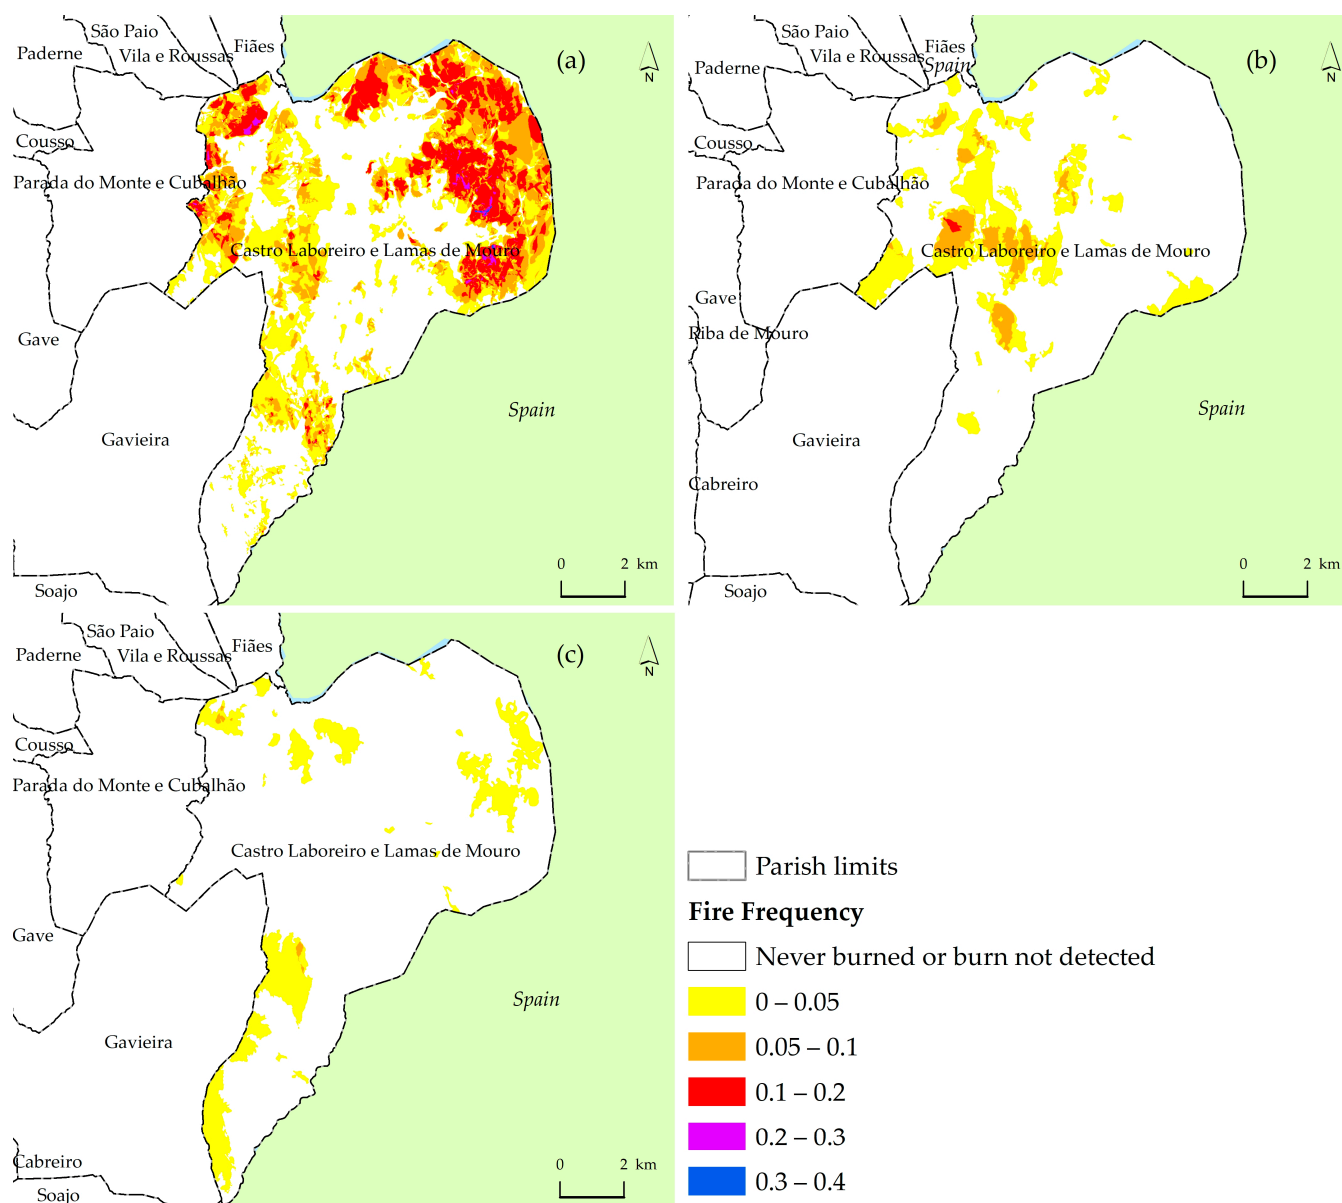 São Paio
Fiães
Paderne
Vila e Roussas
(a)
N
Cousso
Parada do Monte e Cubalhão
Castro Laboreiro e Lamas de Mouro
Gave
Spain
Gavieira
0 2 km
Soajo
São Paio
Fiães
Paderne
Vila e Roussas
Spain
(b)
N
Cousso
Parada do Monte e Cubalhão
Castro Laboreiro e Lamas de Mouro
Gave
Riba de Mouro
Spain
Gavieira
Cabreiro
0 2 km
Soajo
São Paio
Fiães
Paderne
Vila e Roussas
(c)
N
Cousso
Parada do Monte e Cubalhão
Castro Laboreiro e Lamas de Mouro
Gave
Spain
Gavieira
Cabreiro
0 2 km
Soajo
Parish limits
Fire Frequency
Never burned or burn not detected
0 – 0.05
0.05 – 0.1
0.1 – 0.2
0.2 – 0.3
0.3 – 0.4